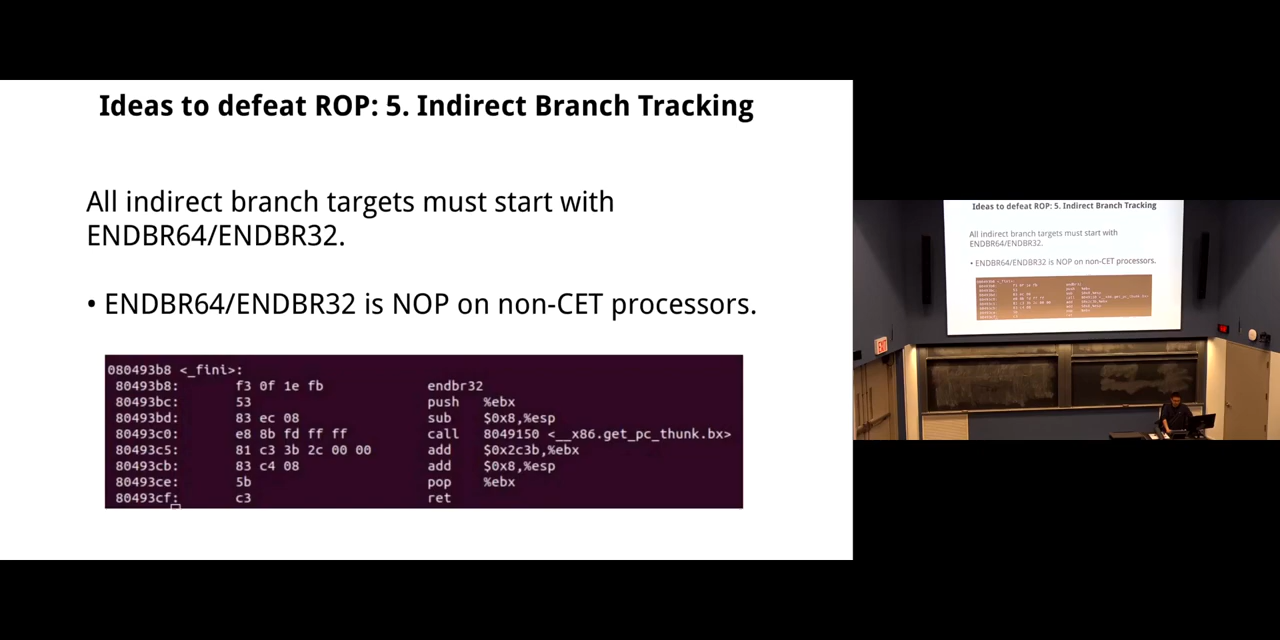 Ideas to defeat ROP: 5. Indirect Branch Tracking
All indirect branch targets must start with
ENDBR64/ENDBR32.
• ENDBR64/ENDBR32 is NOP on non-CET processors.
080493b8 <_fini>:
80493b8: f3 0f 1e fb endbr32
80493bc: 53 push %ebx
80493bd: 83 ec 08 sub $0x8,%esp
80493c0: e8 8b fd ff ff call 8049150 <__x86.get_pc_thunk.bx>
80493c5: 81 c3 3b 2c 00 00 add $0x2c3b,%ebx
80493cb: 83 c4 08 add $0x8,%esp
80493ce: 5b pop %ebx
80493cf: c3 ret
Ideas to defeat ROP: 5. Indirect Branch Tracking
All indirect branch targets must start with
ENDBR64/ENDBR32.
• ENDBR64/ENDBR32 is NOP on non-CET processors.
EXIT